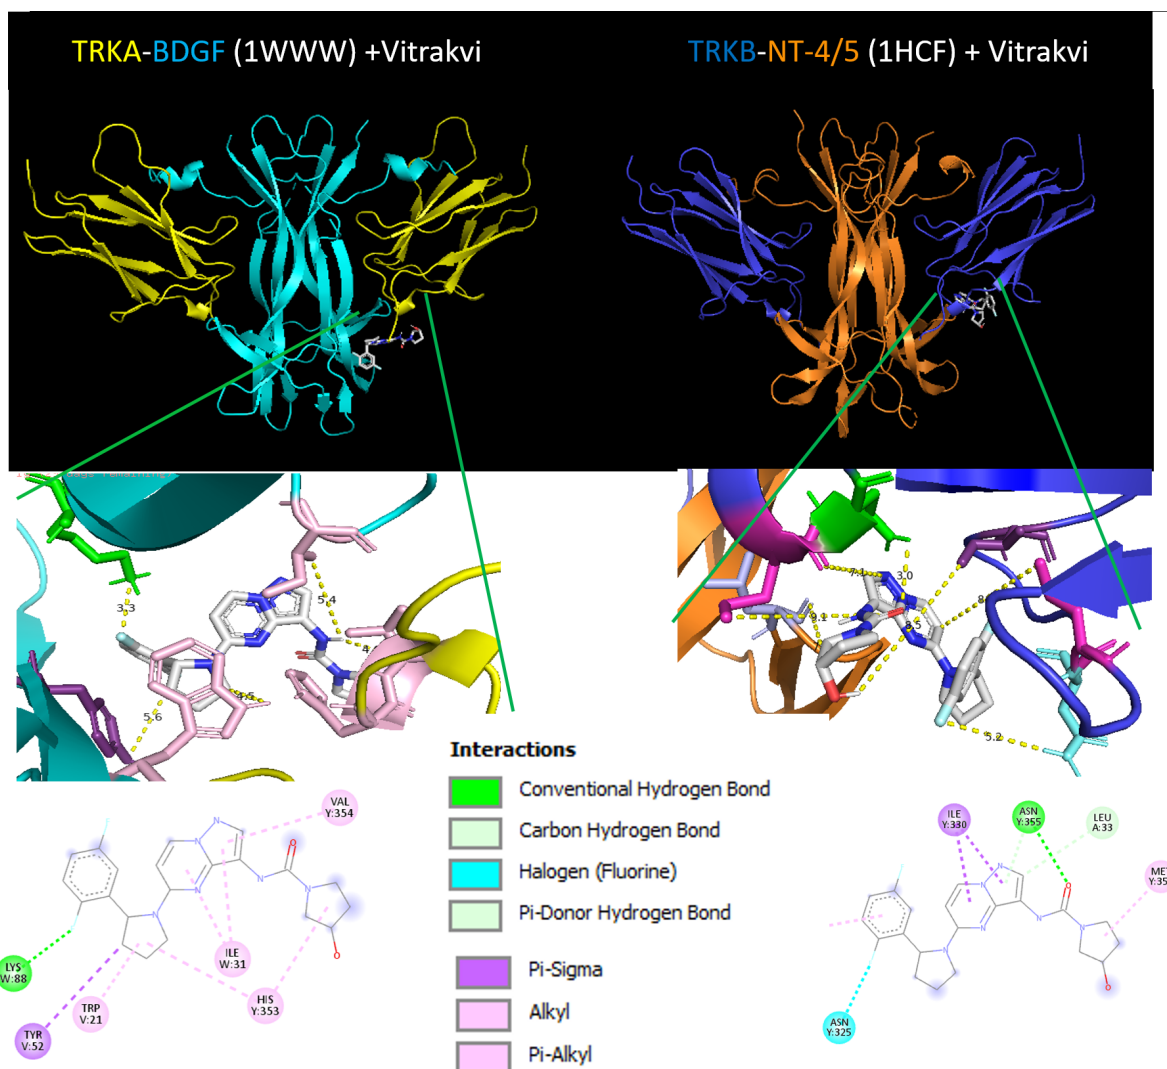 TRKA-BDGF (1WWW) +Vitrakvi
TRKB-NT-4/5 (1HCF) + Vitrakvi
3.3
5.4
4.5
5.6
7.1
3.0
9.1
8.5
5.2
Interactions
Conventional Hydrogen Bond
Carbon Hydrogen Bond
Halogen (Fluorine)
Pi-Donor Hydrogen Bond
Pi-Sigma
Alkyl
Pi-Alkyl
VAL
Y:354
N
N
N
N
N
N
O
O
LYS
W:88
ILE
W:31
HIS
Y:353
TRP
V:21
TYR
V:52
ILE
Y:330
ASN
Y:355
LEU
A:33
N
N
N
N
N
N
O
O
ASN
Y:325